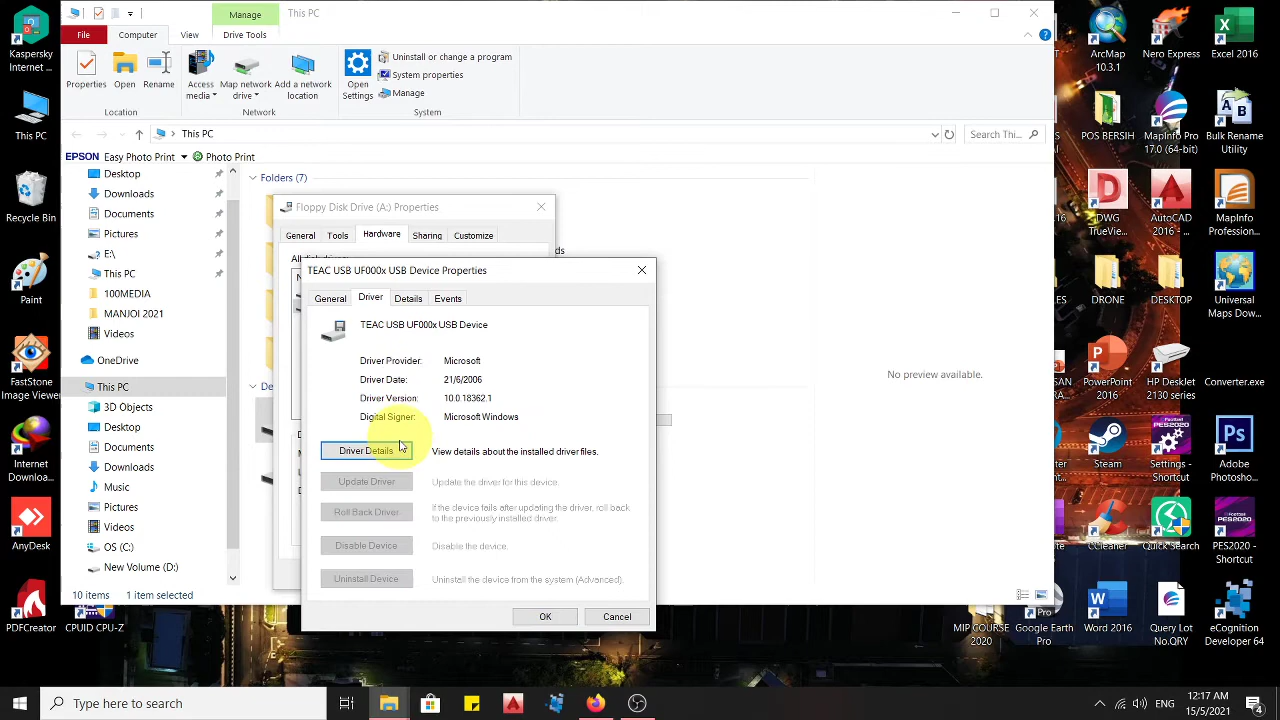 Manage
This PC
File
Computer
View
Drive Tools
Properties
Open
Rename
Access media
Map network drive
Add a network location
Open Settings
Uninstall or change a program
System properties
Manage
Location
Network
System
This PC
Search Thi...
EPSON Easy Photo Print
Photo Print
Desktop
Downloads
Documents
Pictures
E:\
This PC
100MEDIA
MANJOI 2021
Videos
OneDrive
This PC
3D Objects
Desktop
Documents
Downloads
Music
Pictures
Videos
OS (C:)
New Volume (D:)
10 items
1 item selected
Folders (7)
No preview available.
Floppy Disk Drive (A:) Properties
General
Tools
Hardware
Sharing
Customize
TEAC USB UF000x USB Device Properties
General
Driver
Details
Events
TEAC USB UF000x USB Device
Driver Provider: Microsoft
Driver Date: 21/6/2006
Driver Version: 10.0.18362.1
Digital Signer: Microsoft Windows
Driver Details
View details about the installed driver files.
Update Driver
Update the driver for this device.
Roll Back Driver
If the device fails after updating the driver, roll back
to the previously installed driver.
Disable Device
Disable the device.
Uninstall Device
Uninstall the device from the system (Advanced).
OK
Cancel
Kaspersky
Internet ...
This PC
Recycle Bin
Paint
FastStone
Image Viewer
Internet
Downloa...
AnyDesk
PDFCreator
CPUID CPU-Z
ArcMap
10.3.1
Nero Express
Excel 2016
POS BERSIH
MapInfo Pro
17.0 (64-bit)
Bulk Rename
Utility
DWG
TrueView...
AutoCAD
2016 - ...
MapInfo
Professional
DRONE
DESKTOP
Universal
Maps Dow...
PowerPoint
2016
HP DeskJet
Converter.exe
Steam
Settings -
PES2020 ...
Adobe
Photosho...
CCleaner
Quick Search
PES2020 -
Shortcut
MIP COURSE
2020
Google Earth
Pro
Word 2016
Query Lot
No.QRY
eCognition
Developer 64
Type here to search
ENG
12:17 AM
15/5/2021
4